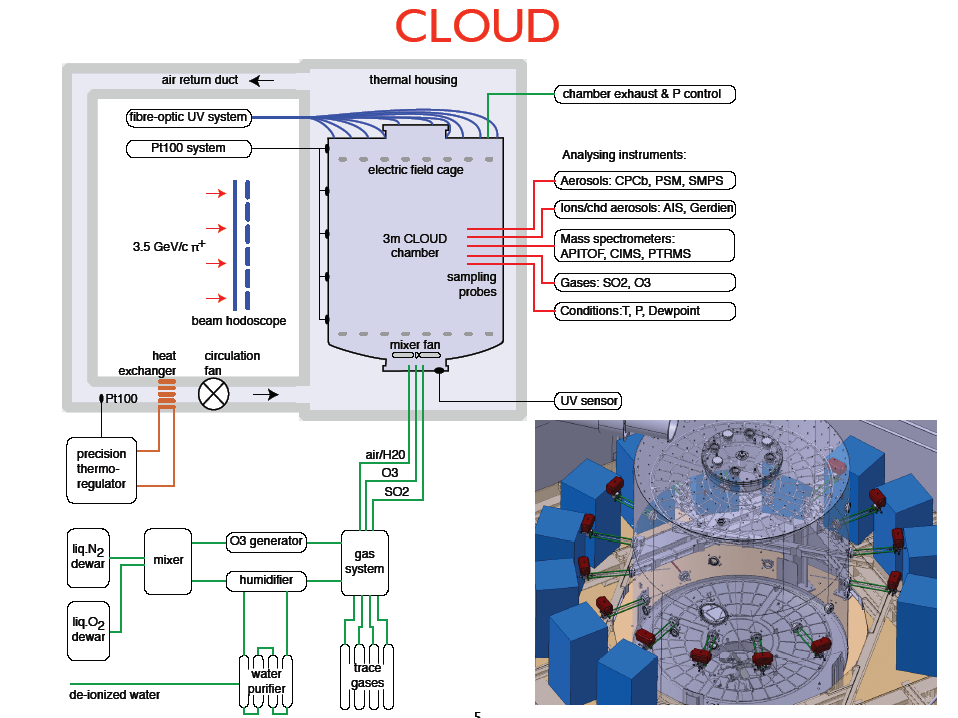 CLOUD
air return duct
thermal housing
chamber exhaust & P control
fibre-optic UV system
Pt100 system
Analysing instruments:
electric field cage
Aerosols: CPCb, PSM, SMPS
Ions/chd aerosols: AIS, Gerdien
3.5 GeV/c π+
3m CLOUD
chamber
Mass spectrometers:
APITOF, CIMS, PTRMS
sampling
probes
Gases: SO2, O3
Conditions:T, P, Dewpoint
beam hodoscope
mixer fan
heat
exchanger
circulation
fan
Pt100
UV sensor
precision
thermo-
regulator
air/H20
O3
SO2
liq.N2
dewar
mixer
O3 generator
humidifier
gas
system
liq.O2
dewar
water
purifier
trace
gases
de-ionized water
5